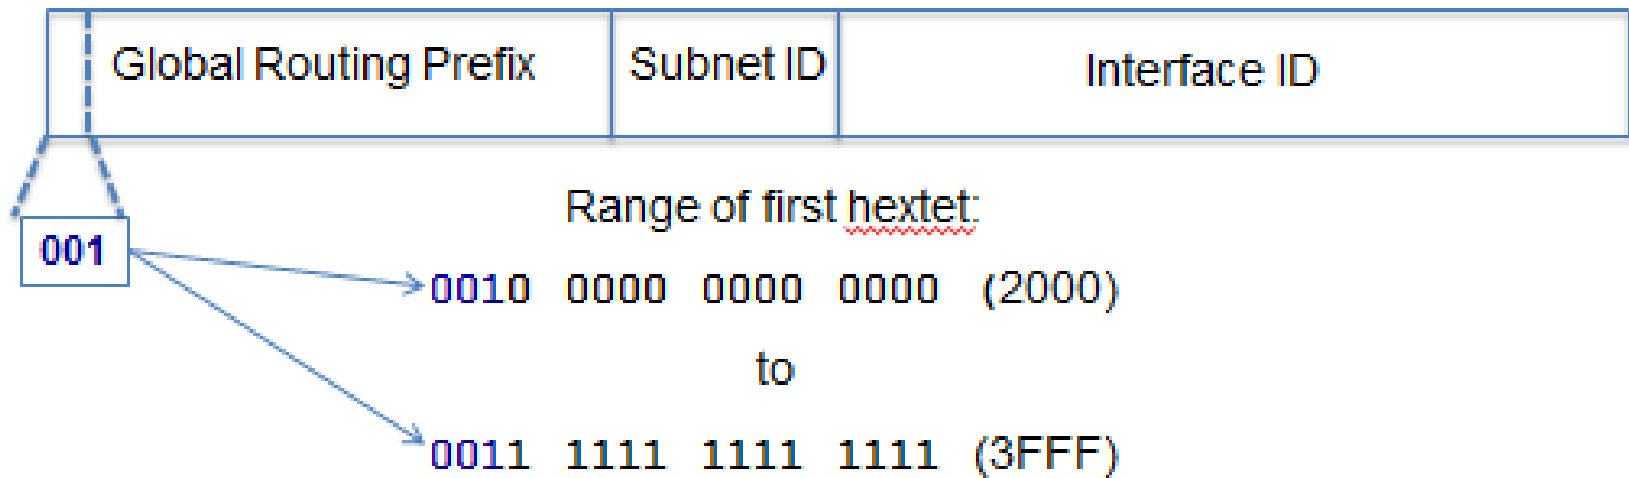 Global Routing Prefix Subnet ID Interface ID
Range of first hextet:
001
0010 0000 0000 0000 (2000)
to
0011 1111 1111 1111 (3FFF)